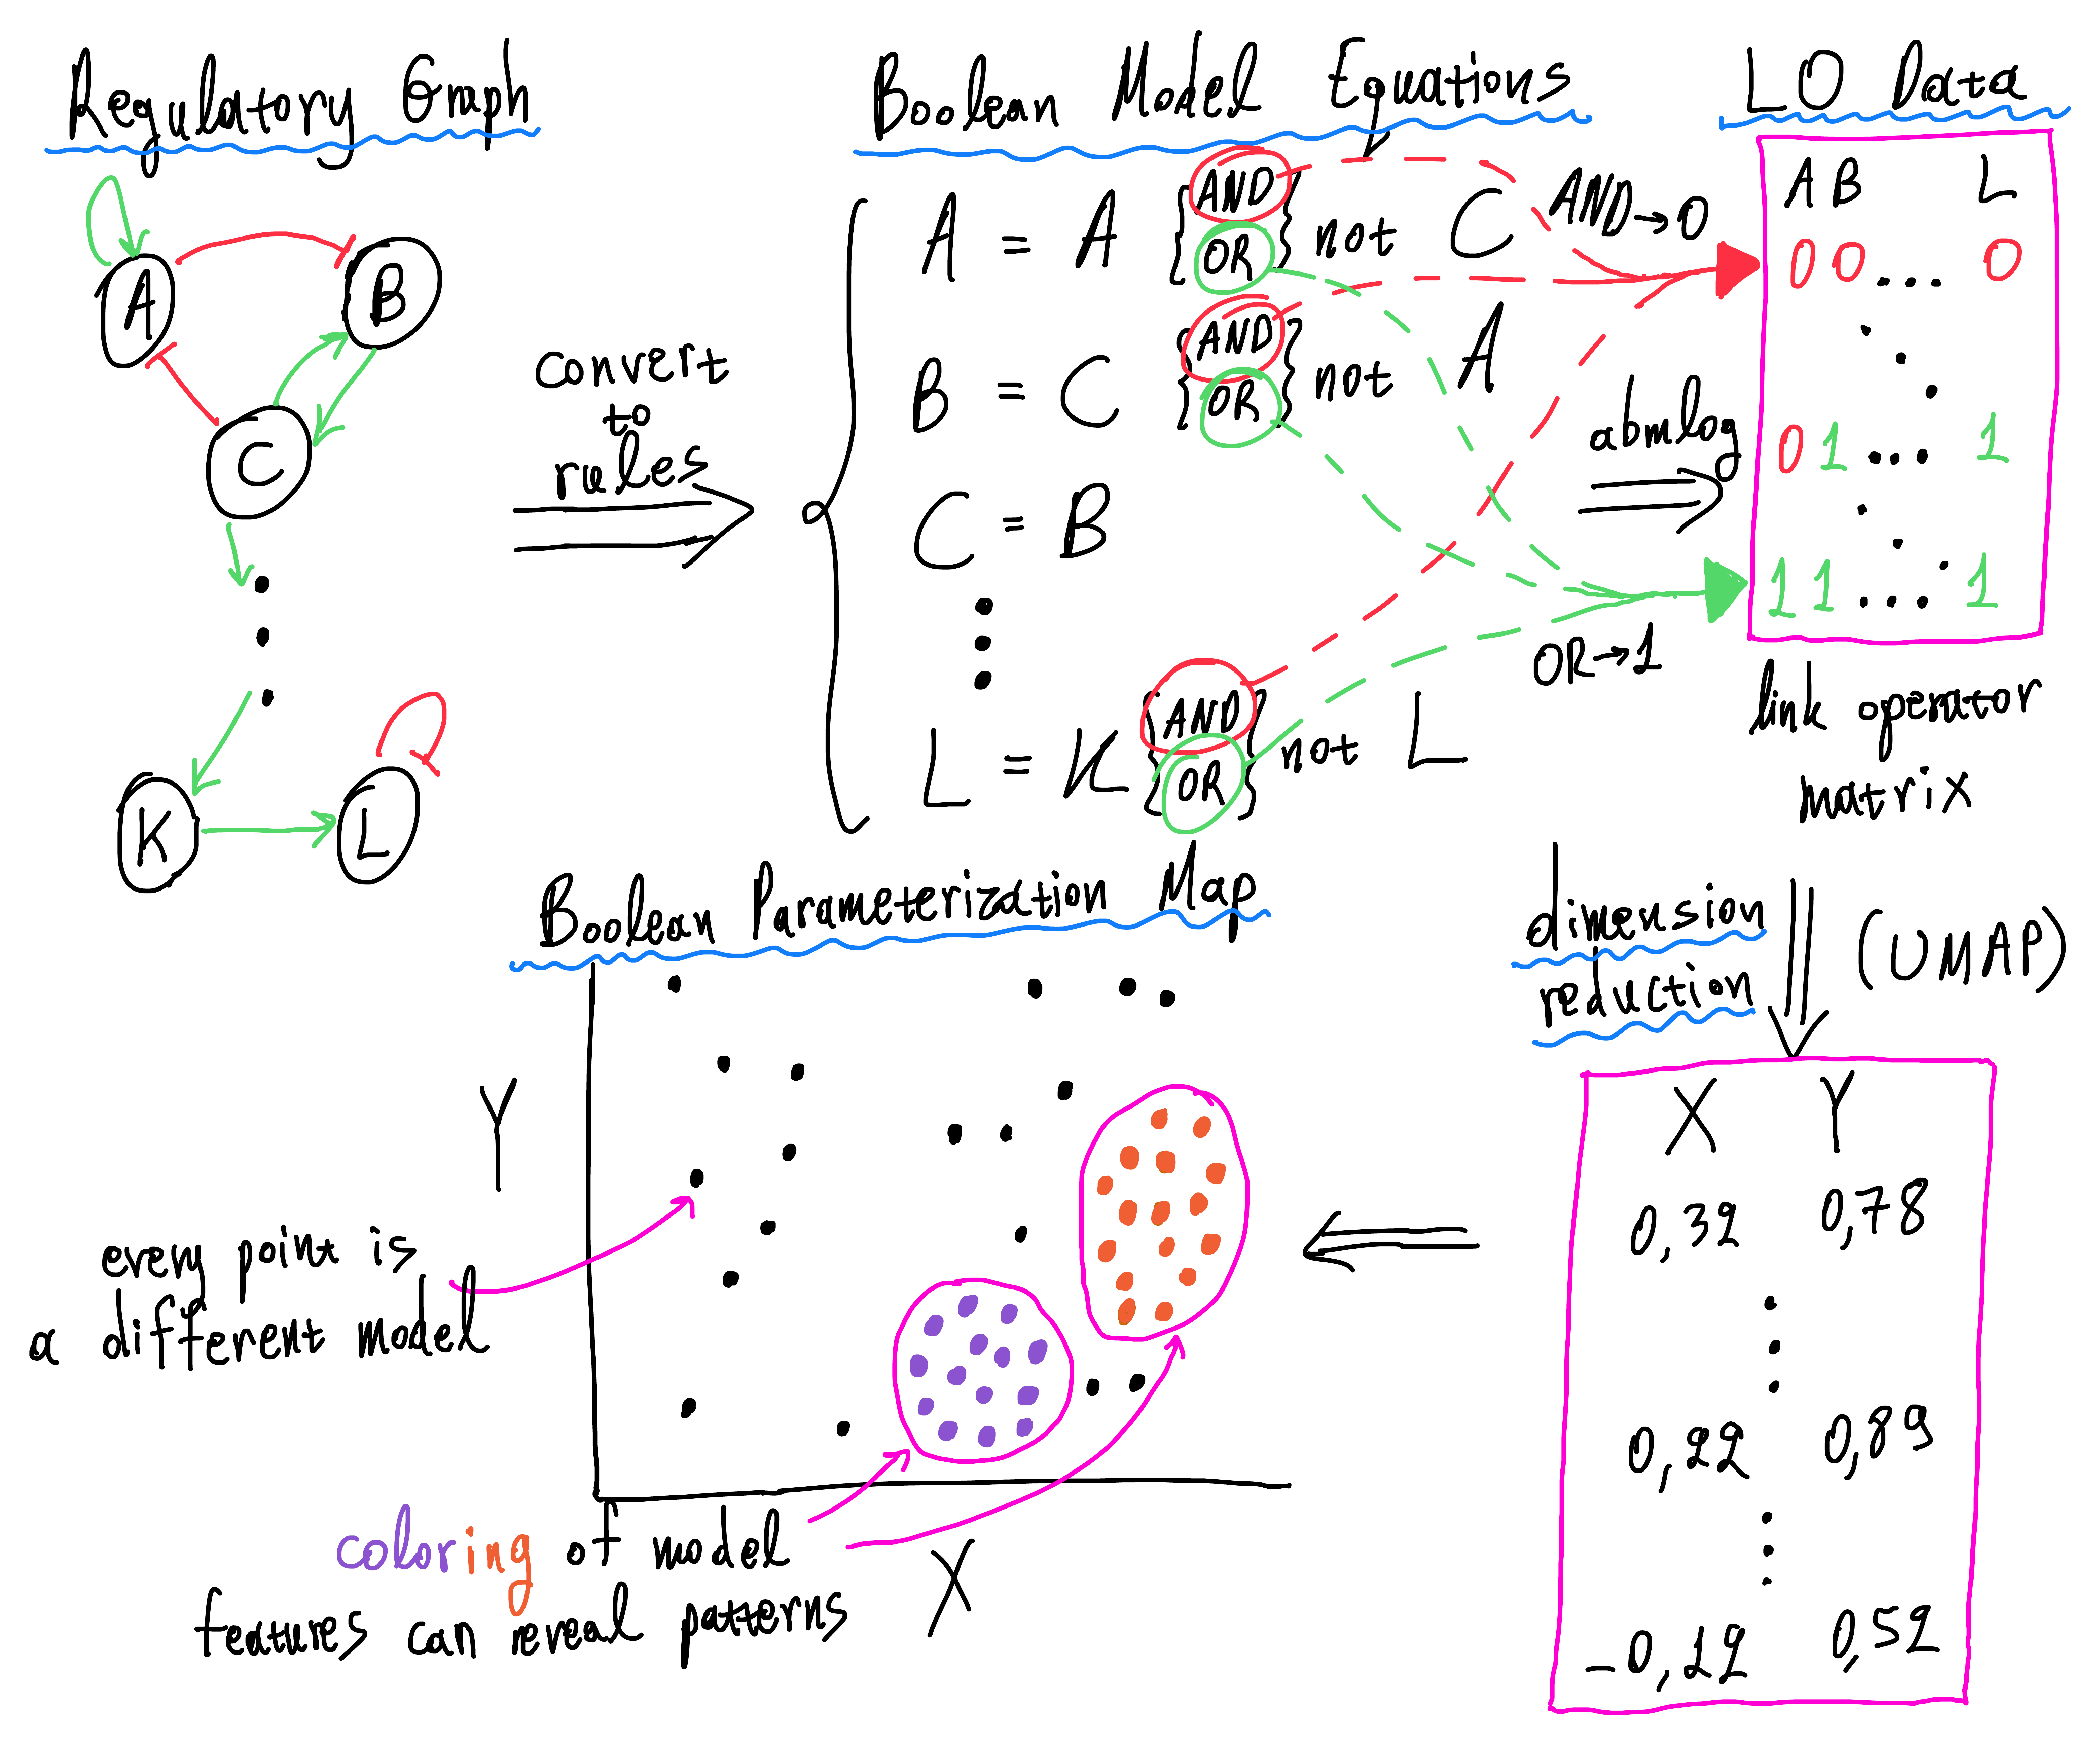 Regulatory Graph
A
B
C
K
L
convert
to
rules
Boolean Model Equations
A = A { AND OR } not C
B = C { AND OR } not A
C = B
L = K { AND OR } not L
AND→0
OR→1
abmlog
LO Data
A B L
0 0 ... 0
0 1 ... 1
1 1 ... 1
link operator
matrix
dimension
reduction
(UMAP)
X Y
0,32 0,78
0,22 0,89
-0,12 0,52
Boolean Parameterization Map
Y
X
every point is
a different model
coloring of model
features can reveal patterns